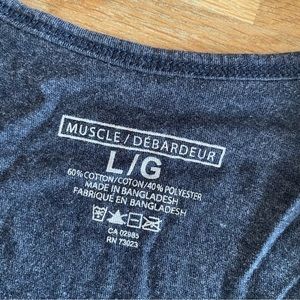 MUSCLE / DÉBARDEUR
L/G
60% COTTON/COTON/40% POLYESTER
MADE IN BANGLADESH
FABRIQUÉ EN BANGLADESH
CA 02985
RN 73023